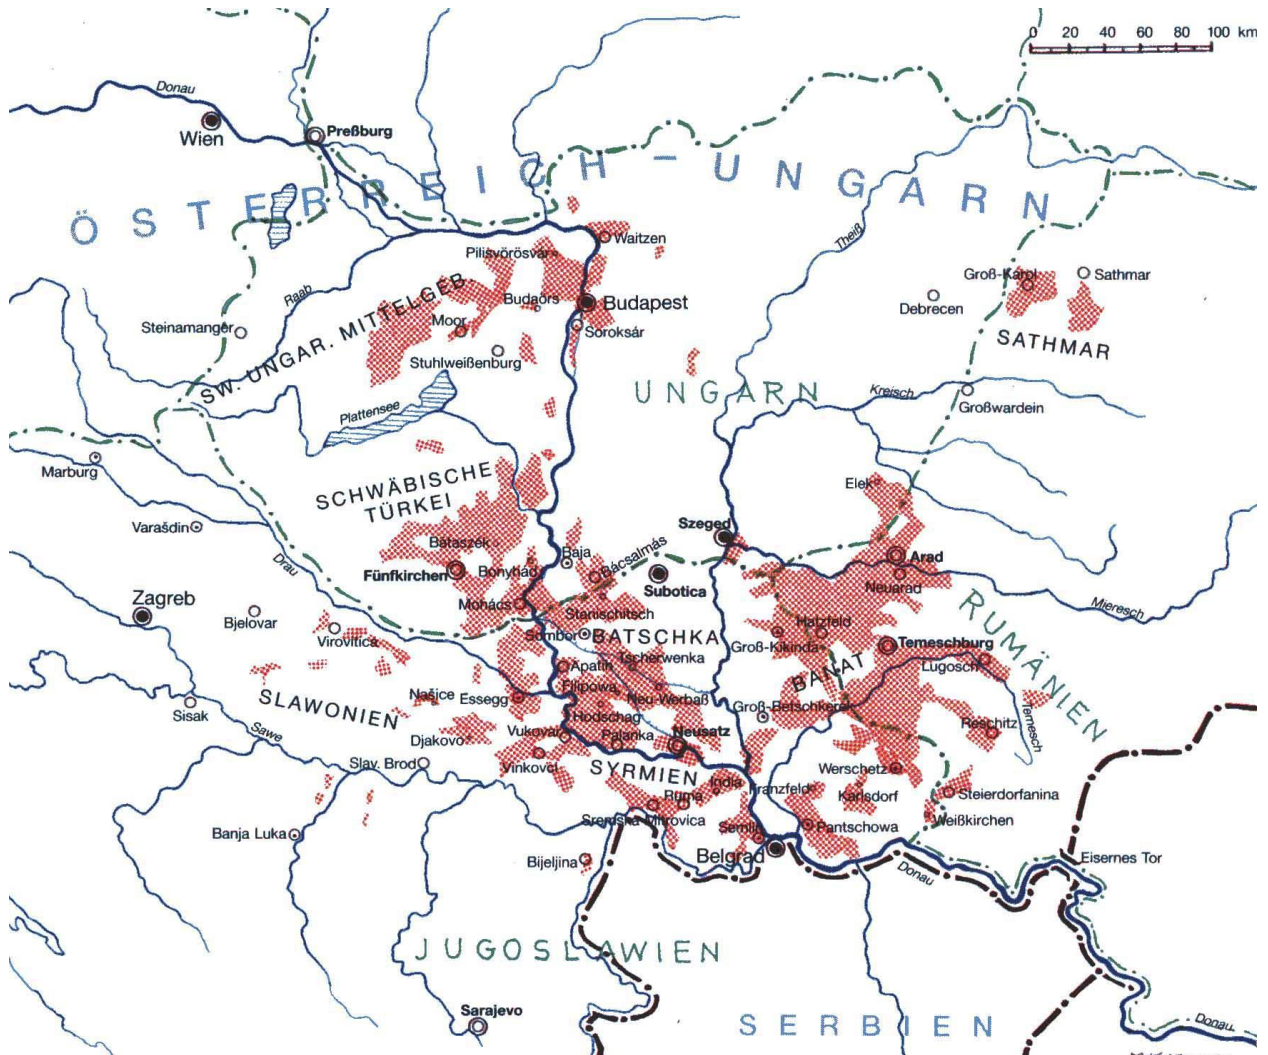 0 20 40 60 80 100 km
Donau
Wien
Preßburg
ÖSTERREICH-UNGARN
Waitzen
Theiß
Pilisvörösvár
Groß-Karol
Sathmar
Raab
Budaörs
Budapest
Debrecen
Steinamanger
SW. UNGAR. MITTELGEB.
Moor
Soroksár
Stuhlweißenburg
SATHMAR
UNGARN
Kreisch
Plattensee
Großwardein
Marburg
SCHWÄBISCHE
TÜRKEI
Elek
Varašdin
Szeged
Bátaszék
Baja
Bácsalmás
Arad
Drau
Fünfkirchen
Bonyhád
Subotica
Neuarad
Zagreb
Mohács
Stanischitsch
Mieresch
Bjelovar
Virovitica
Sombor
BATSCHKA
Hatzfeld
RUMÄNIEN
Groß-Kikinda
Temeschburg
Apatin
Tscherwenka
Lugosch
BANAT
Našice
Essegg
Filipowa
Neu-Werbaß
SLAWONIEN
Sisak
Hodschag
Groß-Betschkerek
Temesch
Reschitz
Sawe
Djakovo
Vukovar
Palanka
Neusatz
Slav. Brod
Vinkovci
SYRMIEN
Werschetz
India
Franzfeld
Ruma
Karlsdorf
Steierdorfanina
Banja Luka
Sremska-Mitrovica
Semlin
Pantschowa
Weißkirchen
Belgrad
Bijeljina
Donau
Eisernes Tor
JUGOSLAWIEN
Sarajevo
SERBIEN
Donau